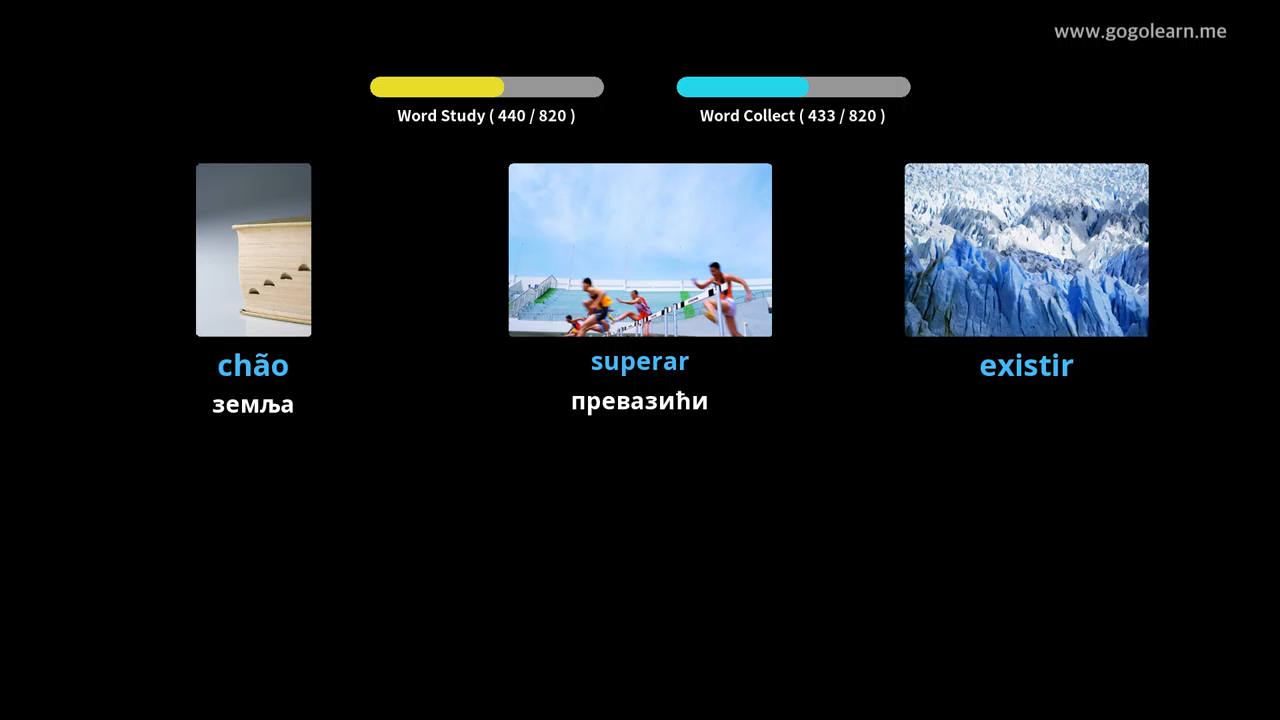 www.gogolearn.me
Word Study ( 440 / 820 )
Word Collect ( 433 / 820 )
chão
земља
superar
превазићи
existir